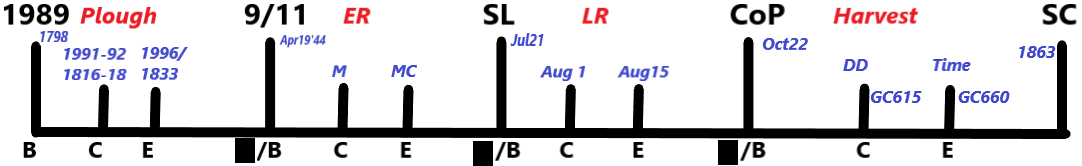 1989 Plough 9/11 ER SL LR CoP Harvest SC
1798 Apr19'44 Jul21 Oct22 1863
1991-92 1996/ M MC Aug 1 Aug15 DD Time
1816-18 1833 GC615 GC660
B C E /B C E /B C E /B C E